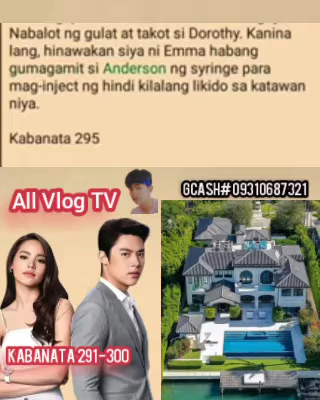 Nabalot ng gulat at takot si Dorothy. Kanina
lang, hinawakan siya ni Emma habang
gumagamit si Anderson ng syringe para
mag-inject ng hindi kilalang likido sa katawan
niya.
Kabanata 295
GCASH# 09310687321
All Vlog TV
KABANATA 291-300